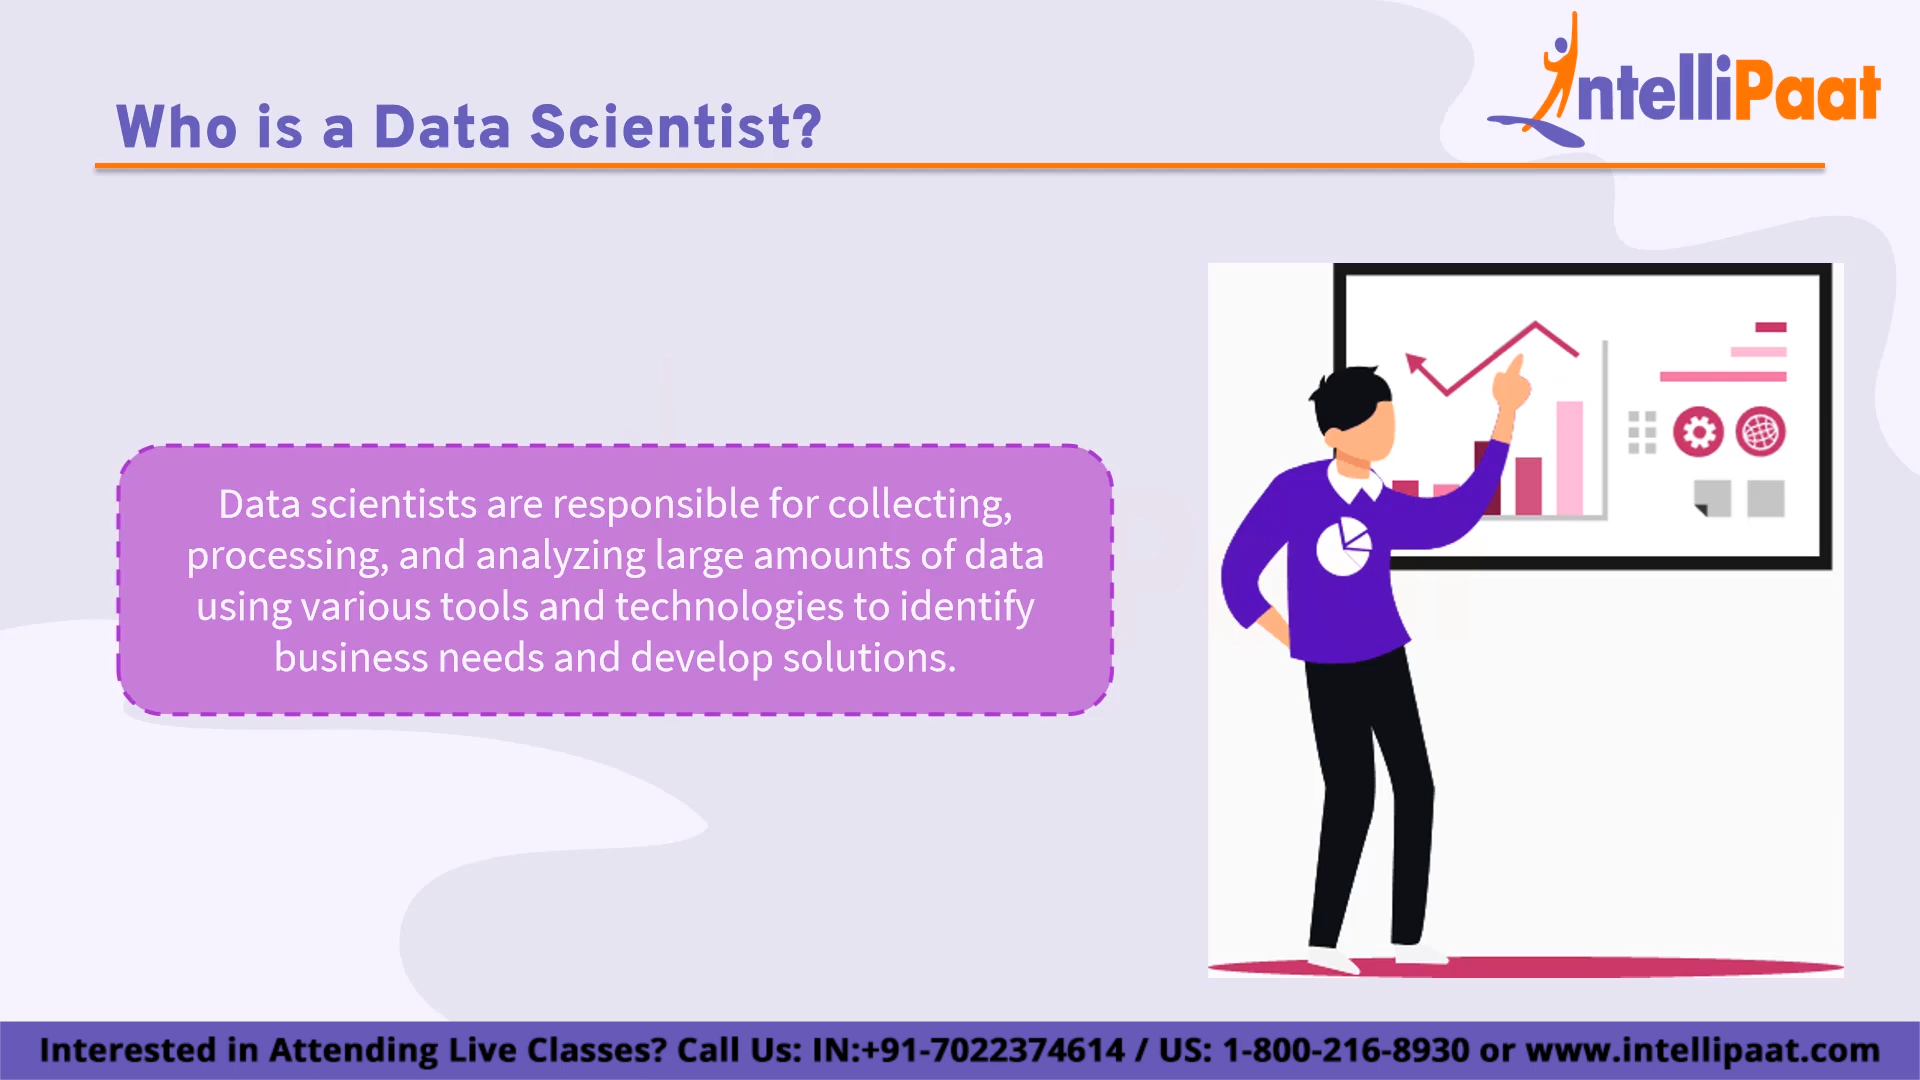 Who is a Data Scientist?
IntelliPaat
Data scientists are responsible for collecting,
processing, and analyzing large amounts of data
using various tools and technologies to identify
business needs and develop solutions.
Interested in Attending Live Classes? Call Us: IN:+91-7022374614 / US: 1-800-216-8930 or www.intellipaat.com